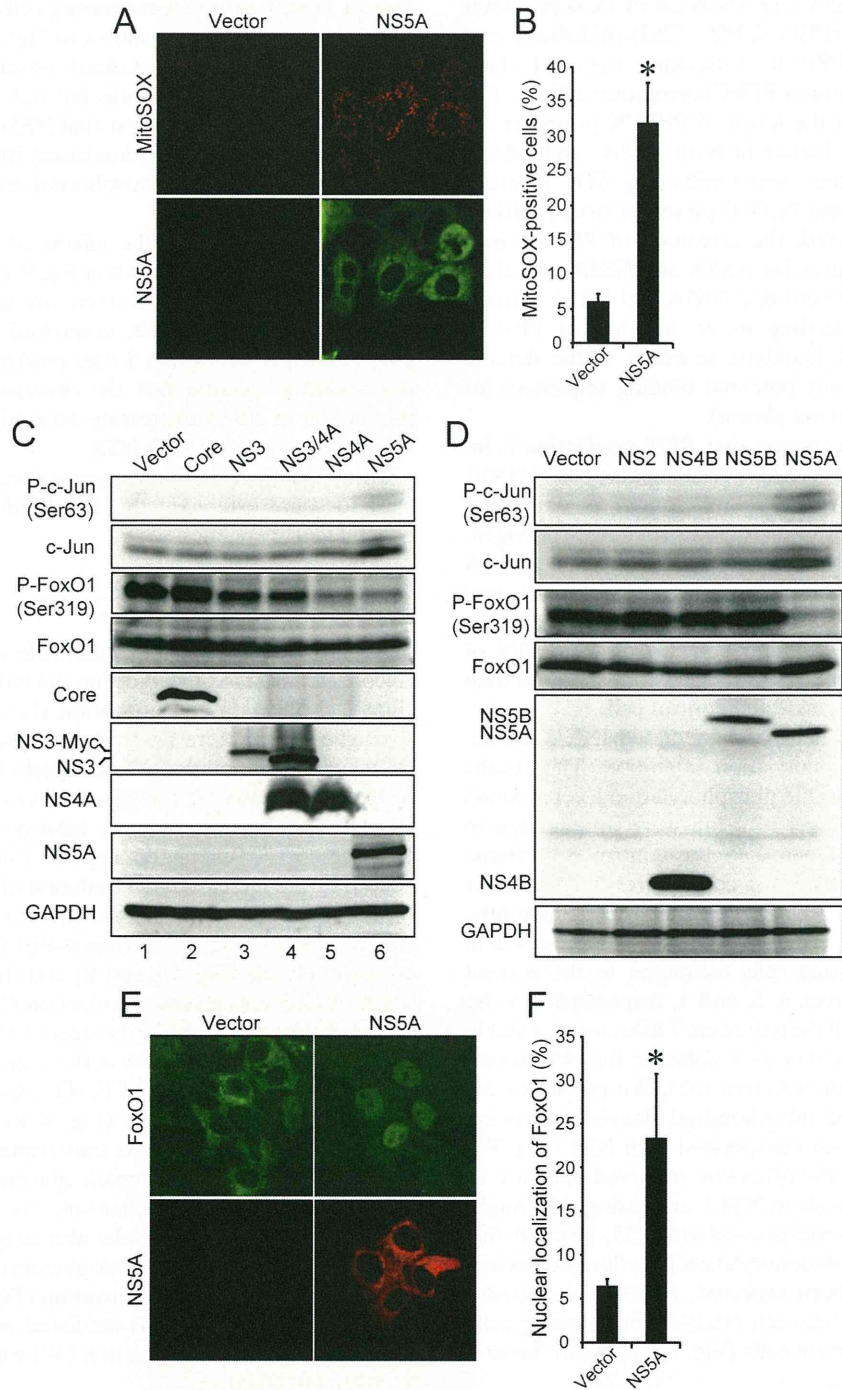 A
Vector
NS5A
MitoSOX
NS5A
B
MitoSOX-positive cells (%)
40
35
30
25
20
15
10
5
0
*
Vector
NS5A
C
Vector
Core
NS3
NS3/4A
NS4A
NS5A
P-c-Jun
(Ser63)
c-Jun
P-FoxO1
(Ser319)
FoxO1
Core
NS3-Myc
NS3
NS4A
NS5A
GAPDH
1 2 3 4 5 6
D
Vector NS2 NS4B NS5B NS5A
P-c-Jun
(Ser63)
c-Jun
P-FoxO1
(Ser319)
FoxO1
NS5B
NS5A
NS4B
GAPDH
E
Vector
NS5A
FoxO1
NS5A
F
Nuclear localization of FoxO1 (%)
35
30
25
20
15
10
5
0
*
Vector
NS5A